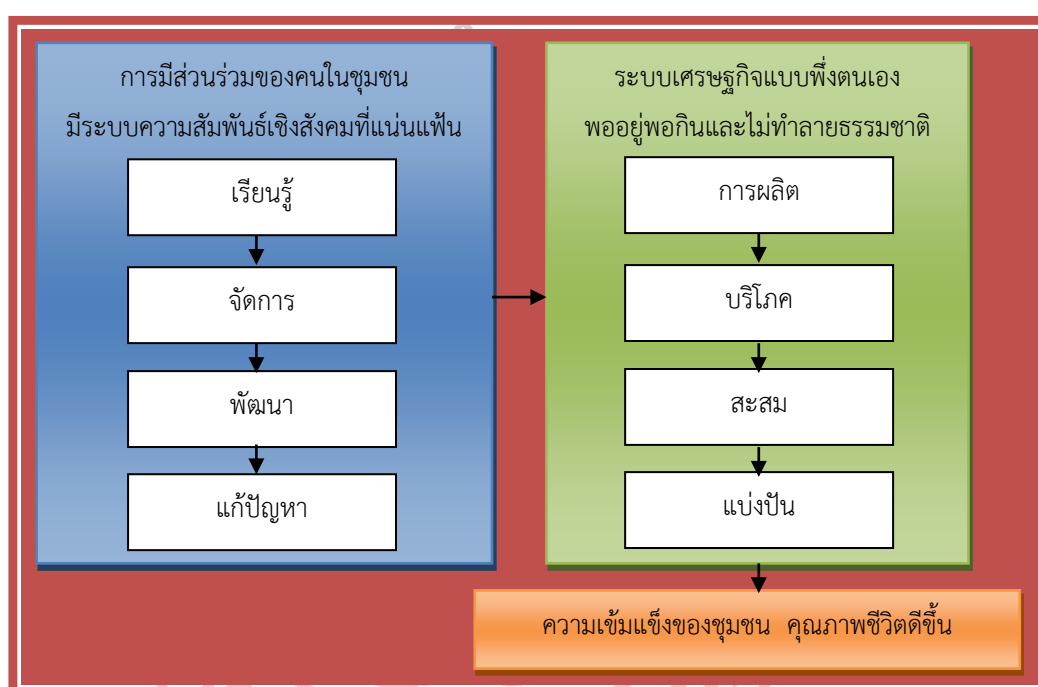 การมีส่วนร่วมของคนในชุมชน
มีระบบความสัมพันธ์เชิงสังคมที่แน่นแฟ้น
เรียนรู้
จัดการ
พัฒนา
แก้ปัญหา
ระบบเศรษฐกิจแบบพึ่งตนเอง
พออยู่พอกินและไม่ทำลายธรรมชาติ
การผลิต
บริโภค
สะสม
แบ่งปัน
ความเข้มแข็งของชุมชน คุณภาพชีวิตดีขึ้น